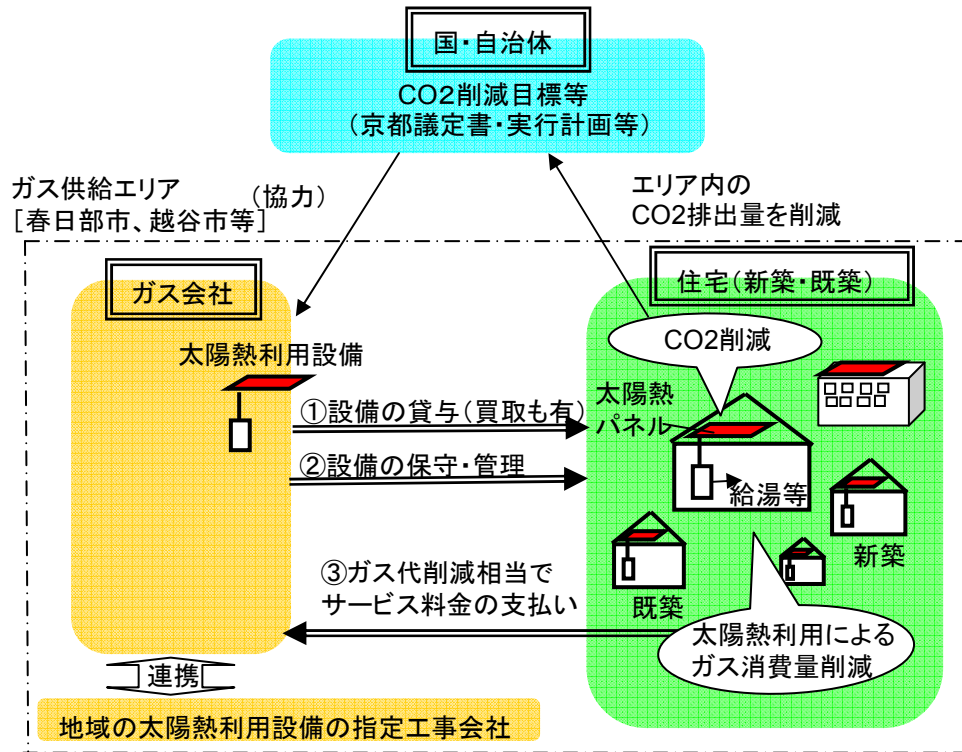 国・自治体
CO2削減目標等
（京都議定書・実行計画等）
ガス供給エリア
［春日部市、越谷市等］
（協力）
エリア内の
CO2排出量を削減
ガス会社
住宅（新築・既築）
CO2削減
太陽熱利用設備
①設備の貸与（買取も有）
太陽熱
パネル
②設備の保守・管理
給湯等
新築
既築
③ガス代削減相当で
サービス料金の支払い
太陽熱利用による
ガス消費量削減
連携
地域の太陽熱利用設備の指定工事会社